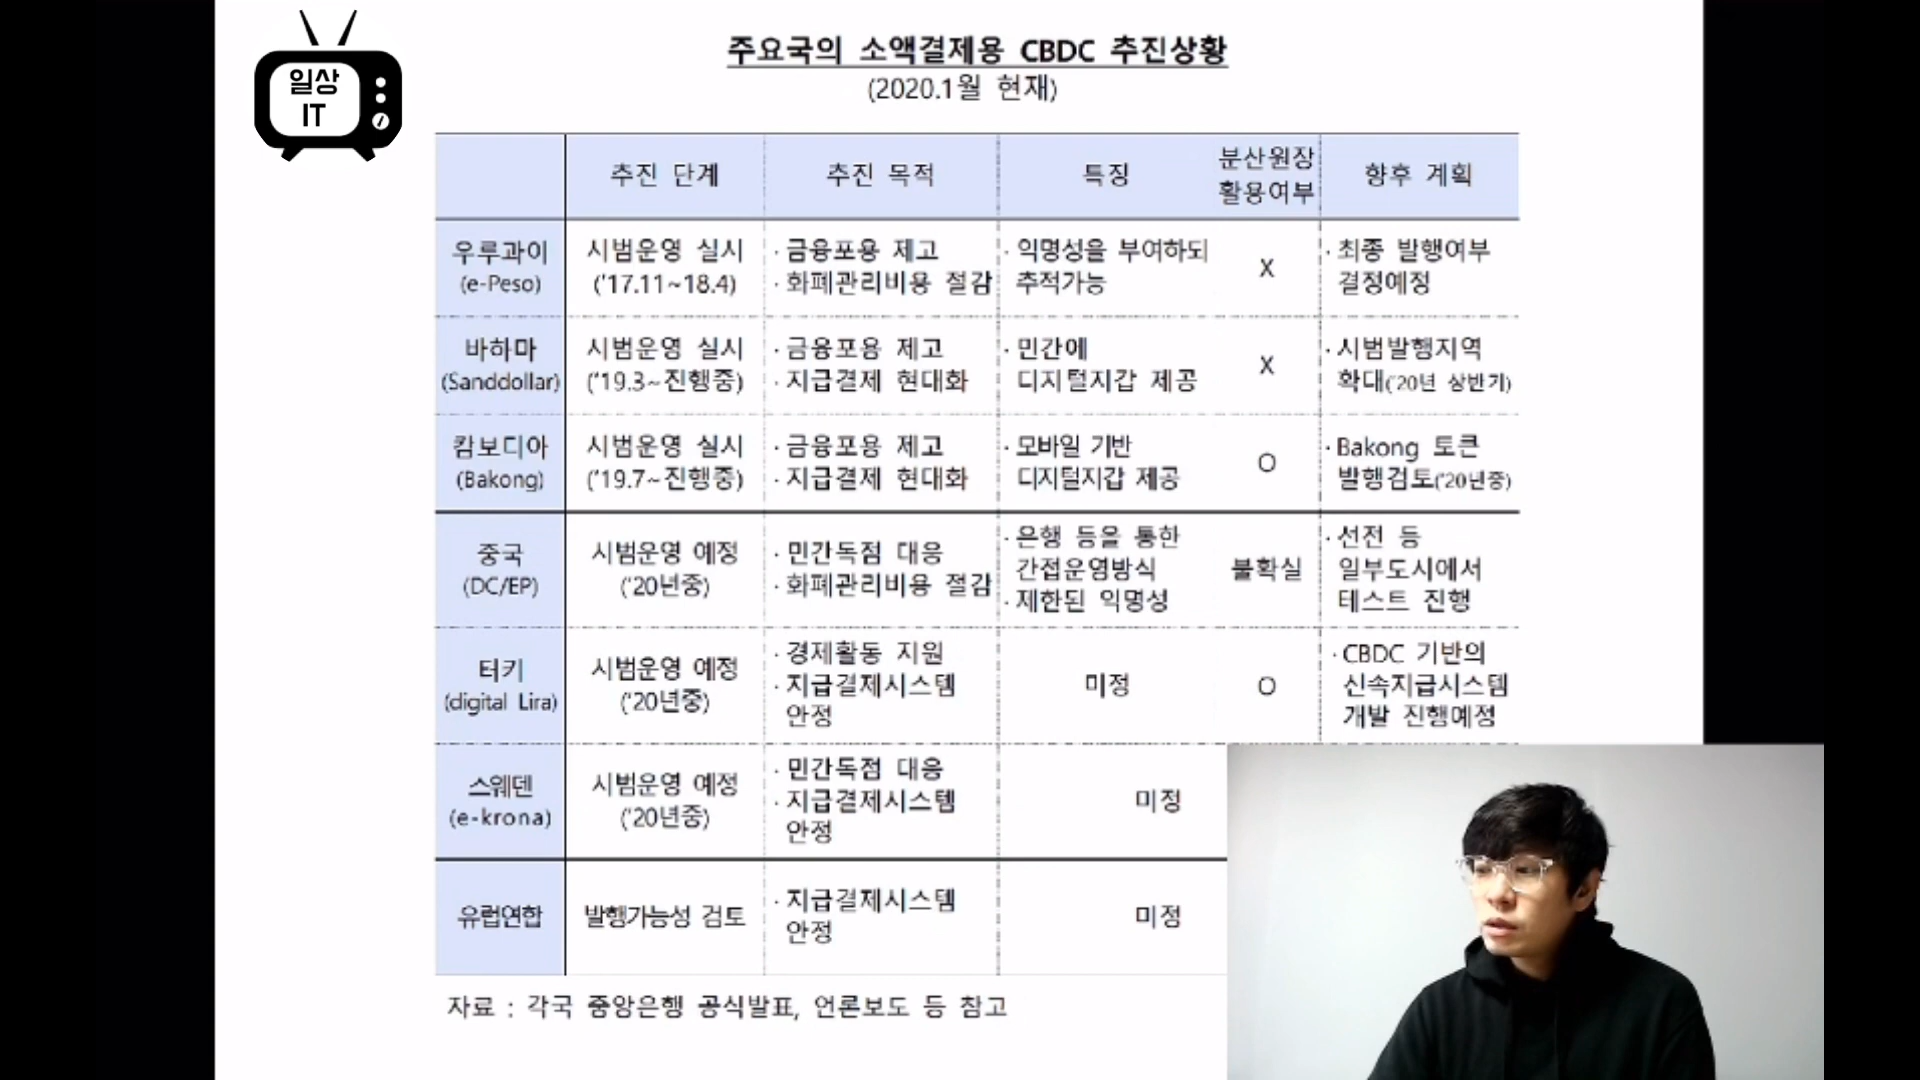 일상
IT
주요국의 소액결제용 CBDC 추진상황
(2020.1월 현재)
추진 단계
추진 목적
특징
분산원장
활용여부
향후 계획
우루과이
(e-Peso)
시범운영 실시
('17.11~18.4)
· 금융포용 제고
· 화폐관리비용 절감
· 익명성을 부여하되
추적가능
X
· 최종 발행여부
결정예정
바하마
(Sanddollar)
시범운영 실시
('19.3~진행중)
· 금융포용 제고
· 지급결제 현대화
· 민간에
디지털지갑 제공
X
· 시범발행지역
확대('20년 상반기)
캄보디아
(Bakong)
시범운영 실시
('19.7~진행중)
· 금융포용 제고
· 지급결제 현대화
· 모바일 기반
디지털지갑 제공
O
· Bakong 토큰
발행검토('20년중)
중국
(DC/EP)
시범운영 예정
('20년중)
· 민간독점 대응
· 화폐관리비용 절감
· 은행 등을 통한
간접운영방식
· 제한된 익명성
불확실
· 선전 등
일부도시에서
테스트 진행
터키
(digital Lira)
시범운영 예정
('20년중)
· 경제활동 지원
· 지급결제시스템
안정
미정
O
· CBDC 기반의
신속지급시스템
개발 진행예정
스웨덴
(e-krona)
시범운영 예정
('20년중)
· 민간독점 대응
· 지급결제시스템
안정
미정
유럽연합
발행가능성 검토
· 지급결제시스템
안정
미정
자료 : 각국 중앙은행 공식발표, 언론보도 등 참고